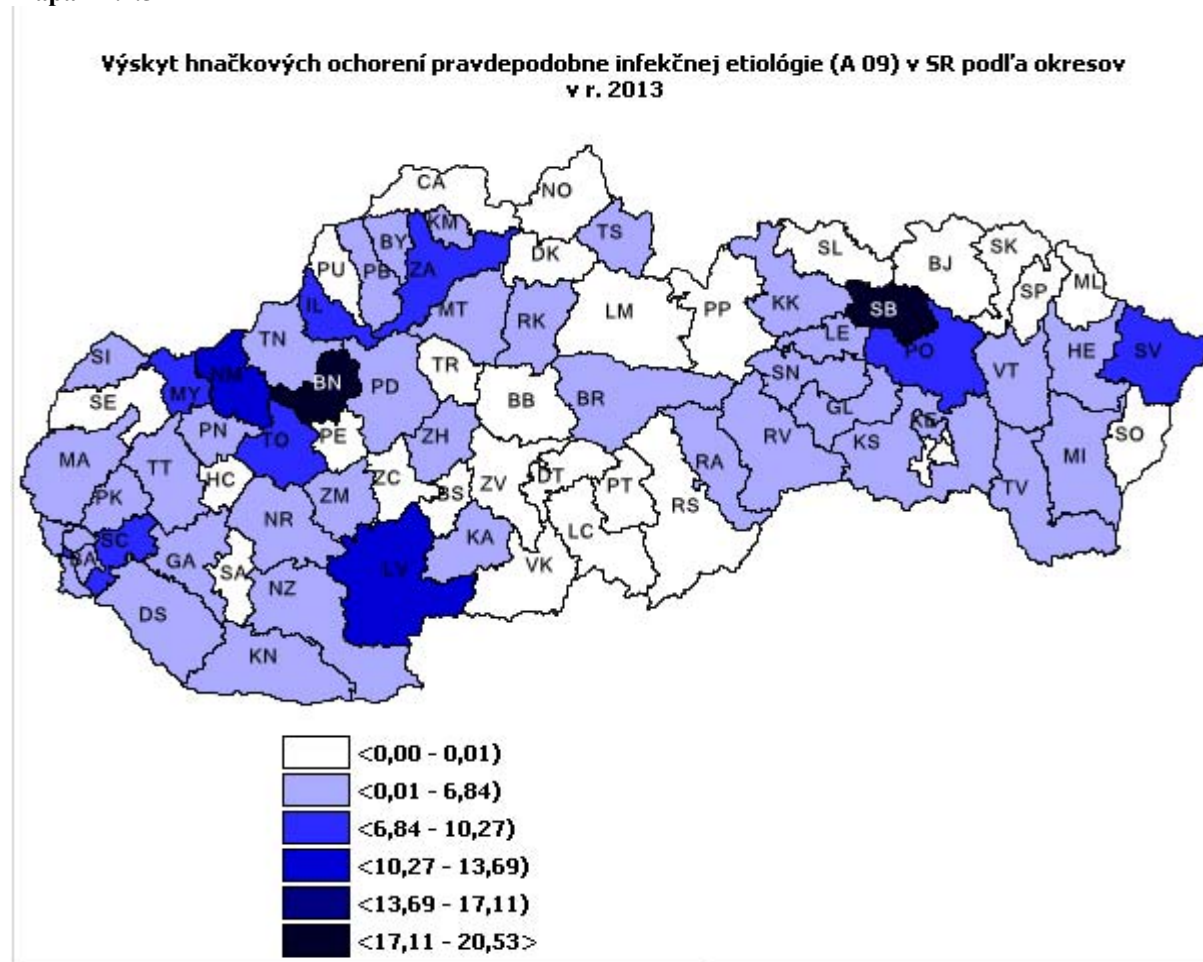 Výskyt hnačkových ochorení pravdepodobne infekčnej etiológie (A 09) v SR podľa okresov
v r. 2013
CA
NO
KM
TS
BY
DK
SL
SK
PU
PB
ZA
BJ
SP
ML
IL
MT
RK
LM
PP
KK
SB
LE
TN
PO
HE
SV
SI
BN
PD
TR
VT
MY
NM
SN
SE
BB
BR
GL
KE
PN
TO
PE
ZH
RV
KS
SO
MA
TT
HC
ZC
RA
MI
PK
ZM
BS
ZV
DT
PT
TV
NR
RS
SC
KA
LC
BA
GA
SA
LV
VK
NZ
DS
KN
<0,00 - 0,01)
<0,01 - 6,84)
<6,84 - 10,27)
<10,27 - 13,69)
<13,69 - 17,11)
<17,11 - 20,53>